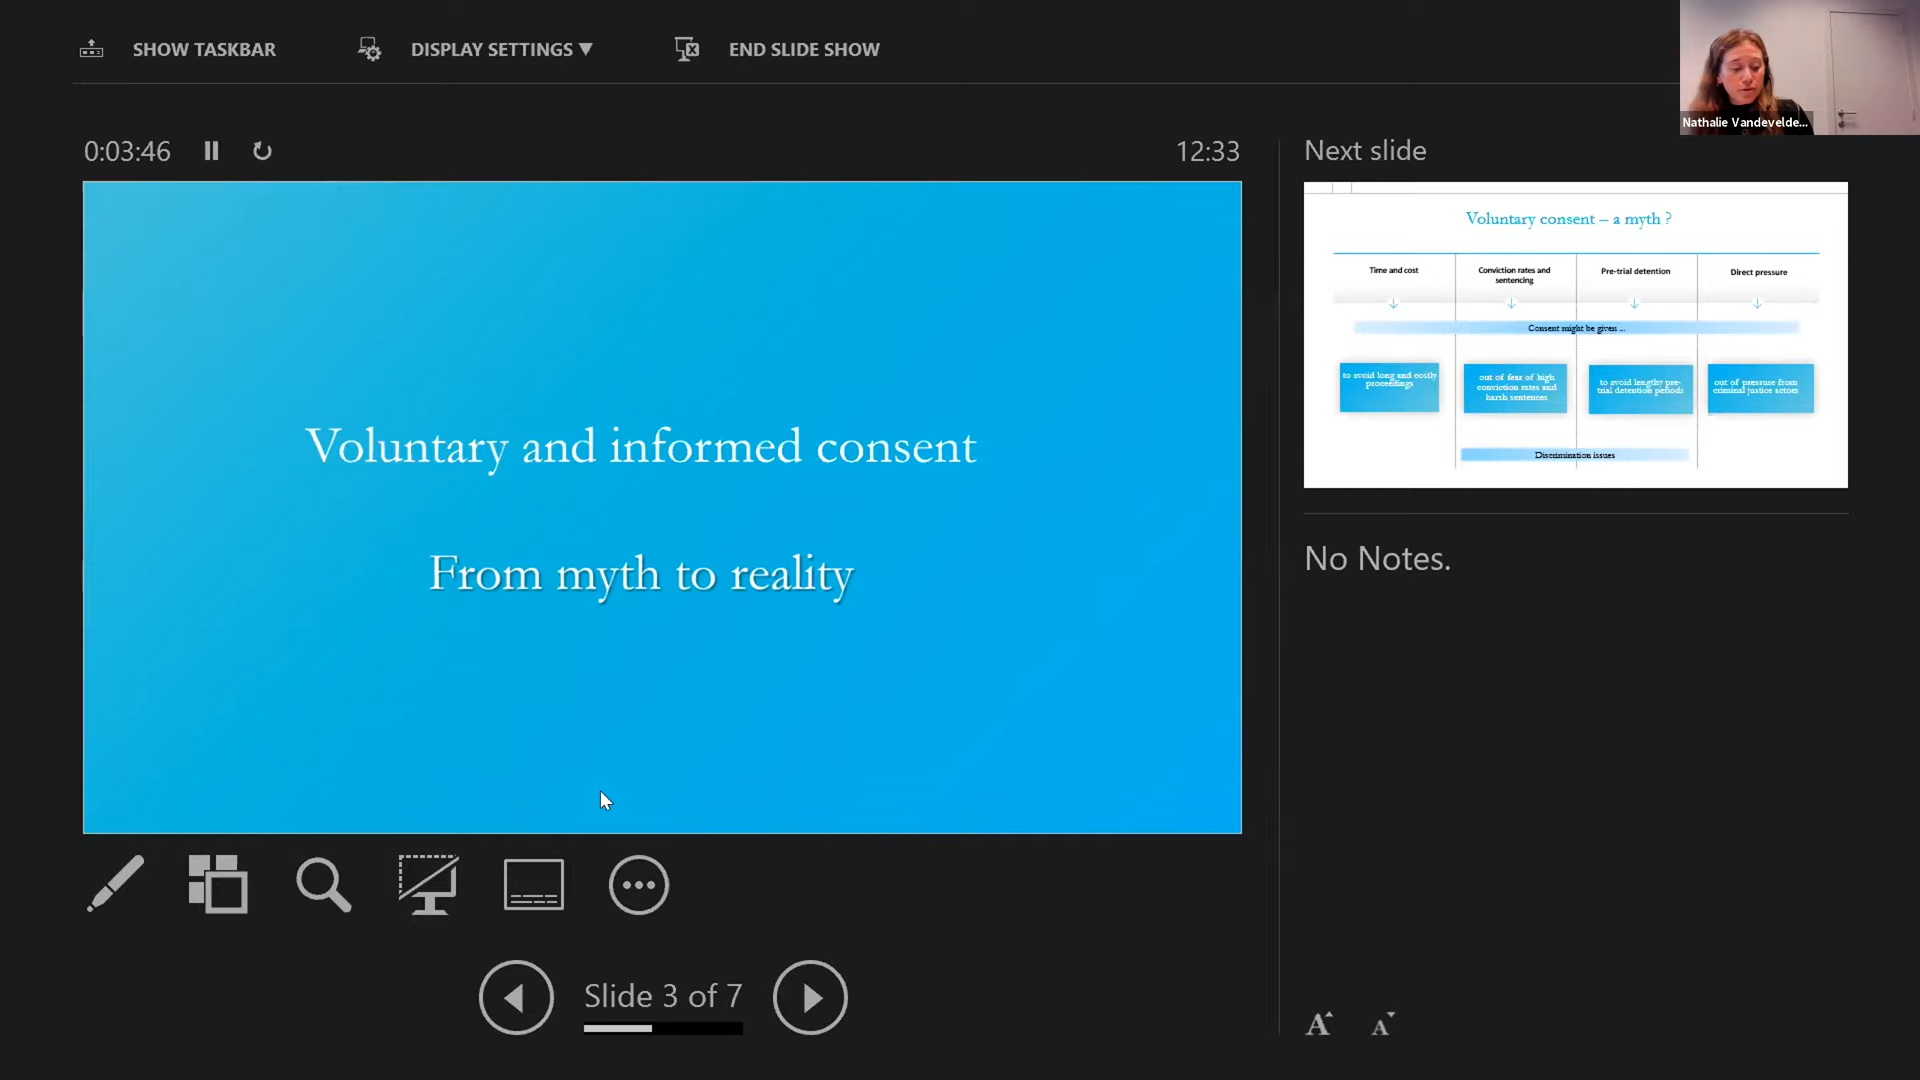 SHOW TASKBAR
DISPLAY SETTINGS ▼
END SLIDE SHOW
Nathalie Vandevelde...
0:03:46
12:33
Next slide
Voluntary and informed consent
From myth to reality
Voluntary consent – a myth ?
Time and cost
Conviction rates and
sentencing
Pre-trial detention
Direct pressure
Consent might be given ...
to avoid long and costly
proceedings
out of fear of high
conviction rates and
harsh sentences
to avoid lengthy pre-
trial detention periods
out of pressure from
criminal justice actors
Discrimination issues
No Notes.
Slide 3 of 7
A
A